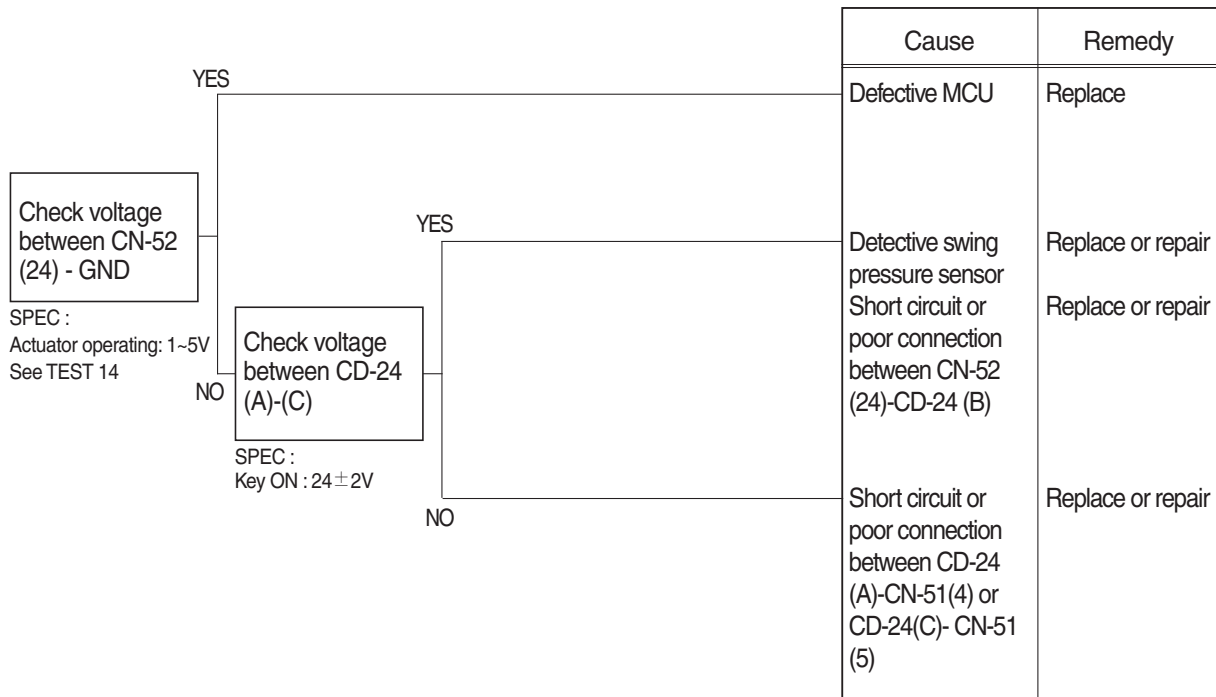 Cause
Remedy
YES
Defective MCU
Replace
Check voltage
between CN-52
(24) - GND
SPEC :
Actuator operating: 1~5V
See TEST 14
YES
Detective swing
pressure sensor
Replace or repair
Short circuit or
poor connection
between CN-52
(24)-CD-24 (B)
Replace or repair
NO
Check voltage
between CD-24
(A)-(C)
SPEC :
Key ON : 24±2V
NO
Short circuit or
poor connection
between CD-24
(A)-CN-51(4) or
CD-24(C)- CN-51
(5)
Replace or repair